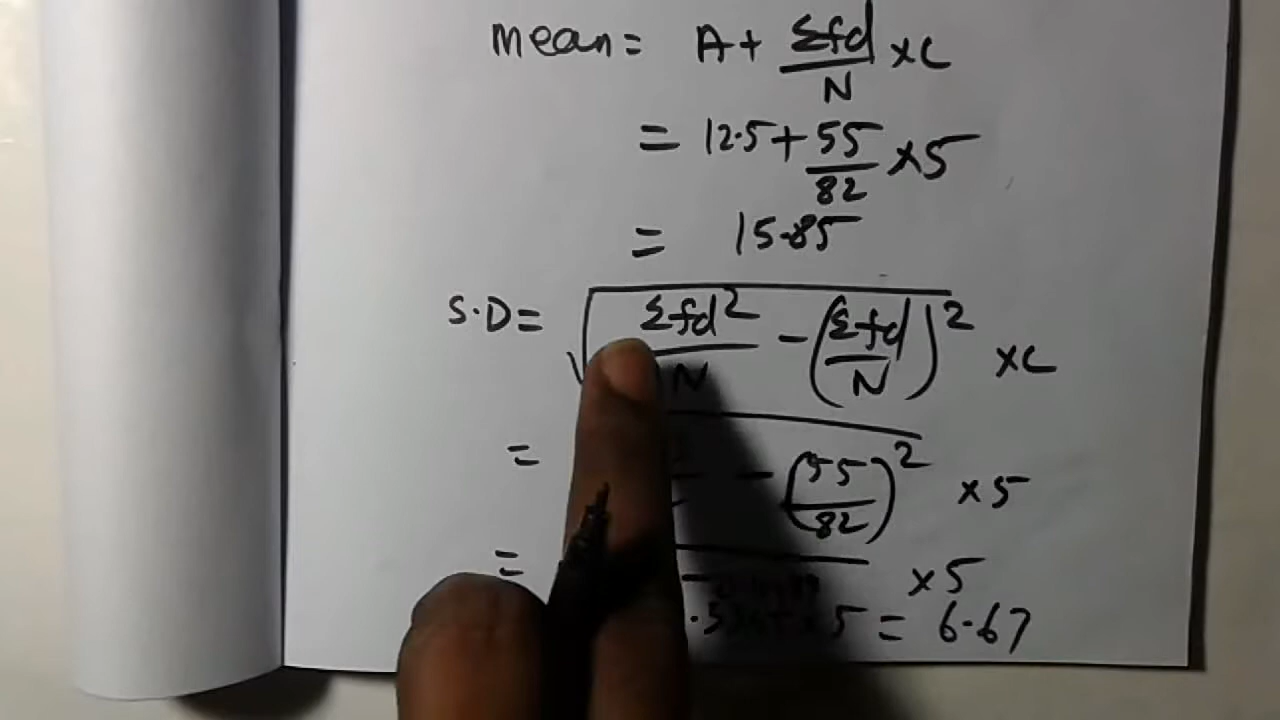 Mean = A + Σfd/N × C
= 12.5 + 55/82 × 5
= 15.85
S.D = √(Σfd²/N − (Σfd/N)²) × C
= − (55/82)² × 5
= − × 5
× 5 = 6.67